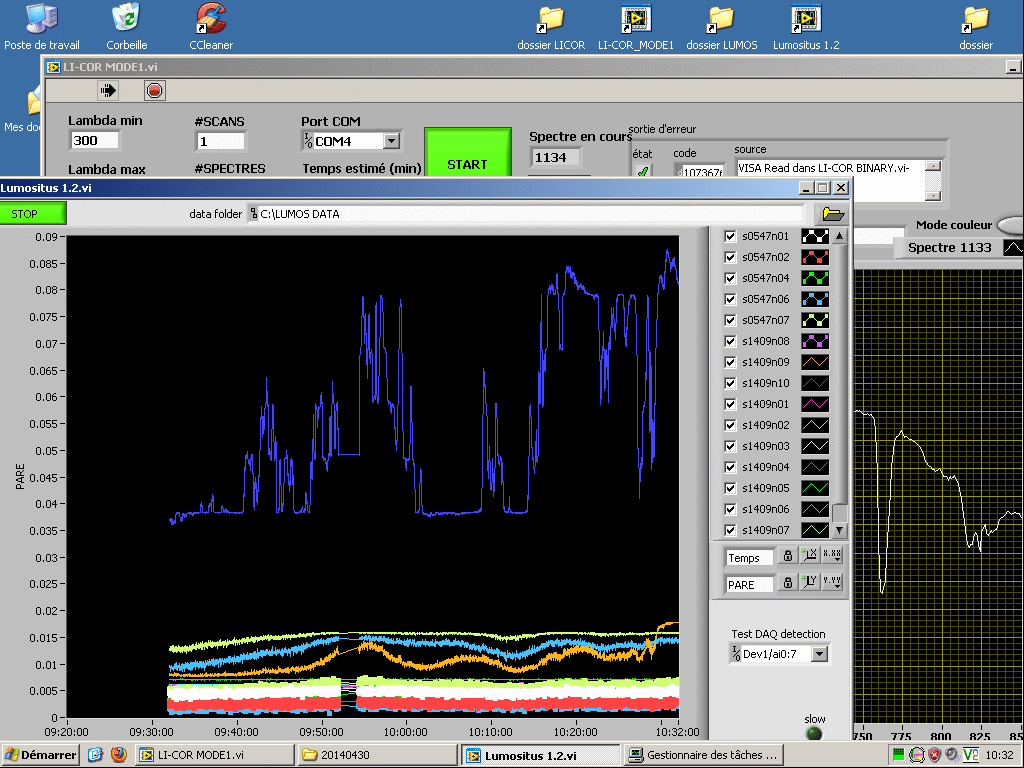 Poste de travail
Corbeille
CCleaner
dossier LICOR
LI-COR_MODE1
dossier LUMOS
Lumositus 1.2
dossier
Mes do
LI-COR MODE1.vi
Lambda min
300
#SCANS
1
Port COM
COM4
START
Spectre en cours
1134
sortie d'erreur
état
code
source
VISA Read dans LI-COR BINARY.vi-
Lambda max
#SPECTRES
Temps estimé (min)
Mode couleur
Spectre 1133
Lumositus 1.2.vi
STOP
data folder
C:\LUMOS DATA
0.09
0.085
0.08
0.075
0.07
0.065
0.06
0.055
0.05
0.045
0.04
0.035
0.03
0.025
0.02
0.015
0.01
0.005
0
PARE
09:20:00
09:30:00
09:40:00
09:50:00
10:00:00
10:10:00
10:20:00
10:32:00
s0547n01
s0547n02
s0547n04
s0547n06
s0547n07
s1409n08
s1409n09
s1409n10
s1409n01
s1409n02
s1409n03
s1409n04
s1409n05
s1409n06
s1409n07
Temps
PARE
Test DAQ detection
Dev1/ai0:7
slow
750
775
800
825
85
Démarrer
LI-COR MODE1.vi
20140430
Lumositus 1.2.vi
Gestionnaire des tâches ...
10:32